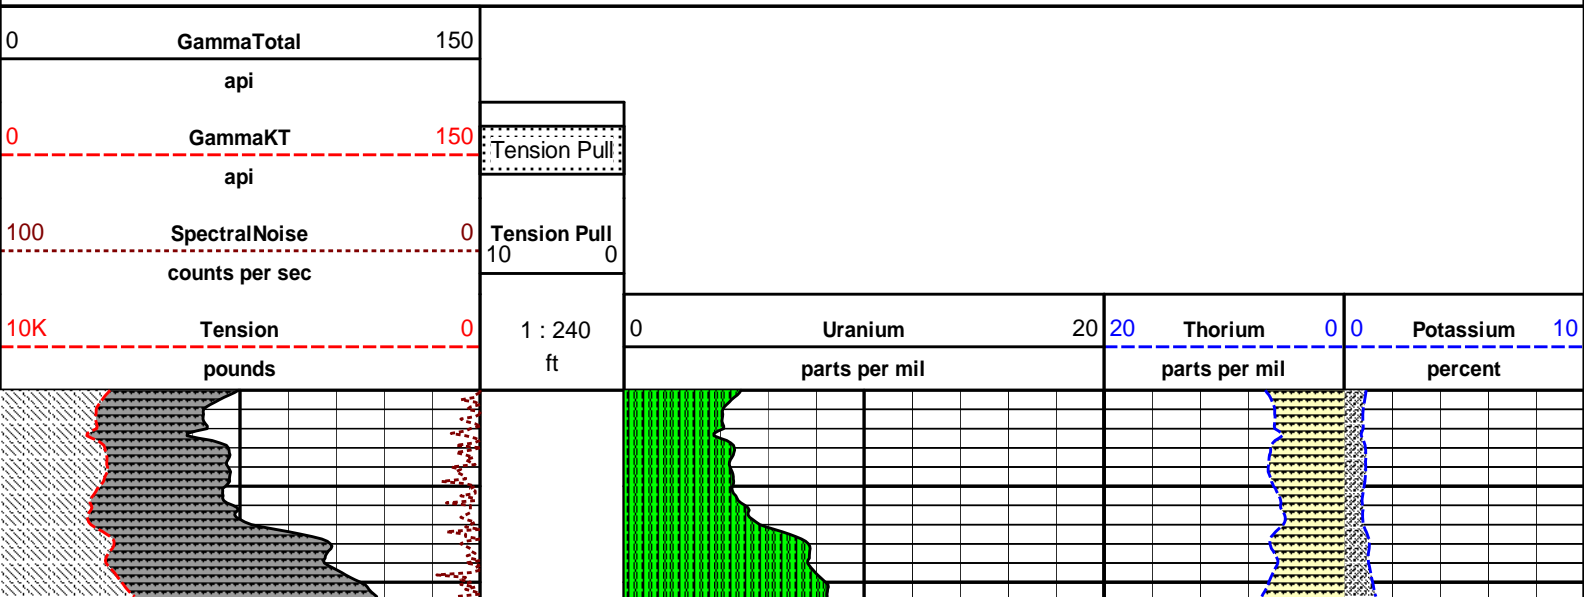 0 GammaTotal 150
api
0 GammaKT 150
api
100 SpectralNoise 0
counts per sec
10K Tension 0
pounds
Tension Pull
Tension Pull
10 0
1 : 240
ft
0 Uranium 20
parts per mil
20 Thorium 0
parts per mil
0 Potassium 10
percent